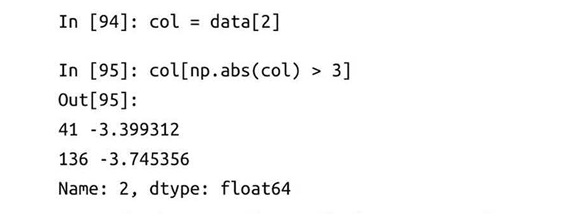 In [94]: col = data[2]
In [95]: col[np.abs(col) > 3]
Out[95]:
41 -3.399312
136 -3.745356
Name: 2, dtype: float64